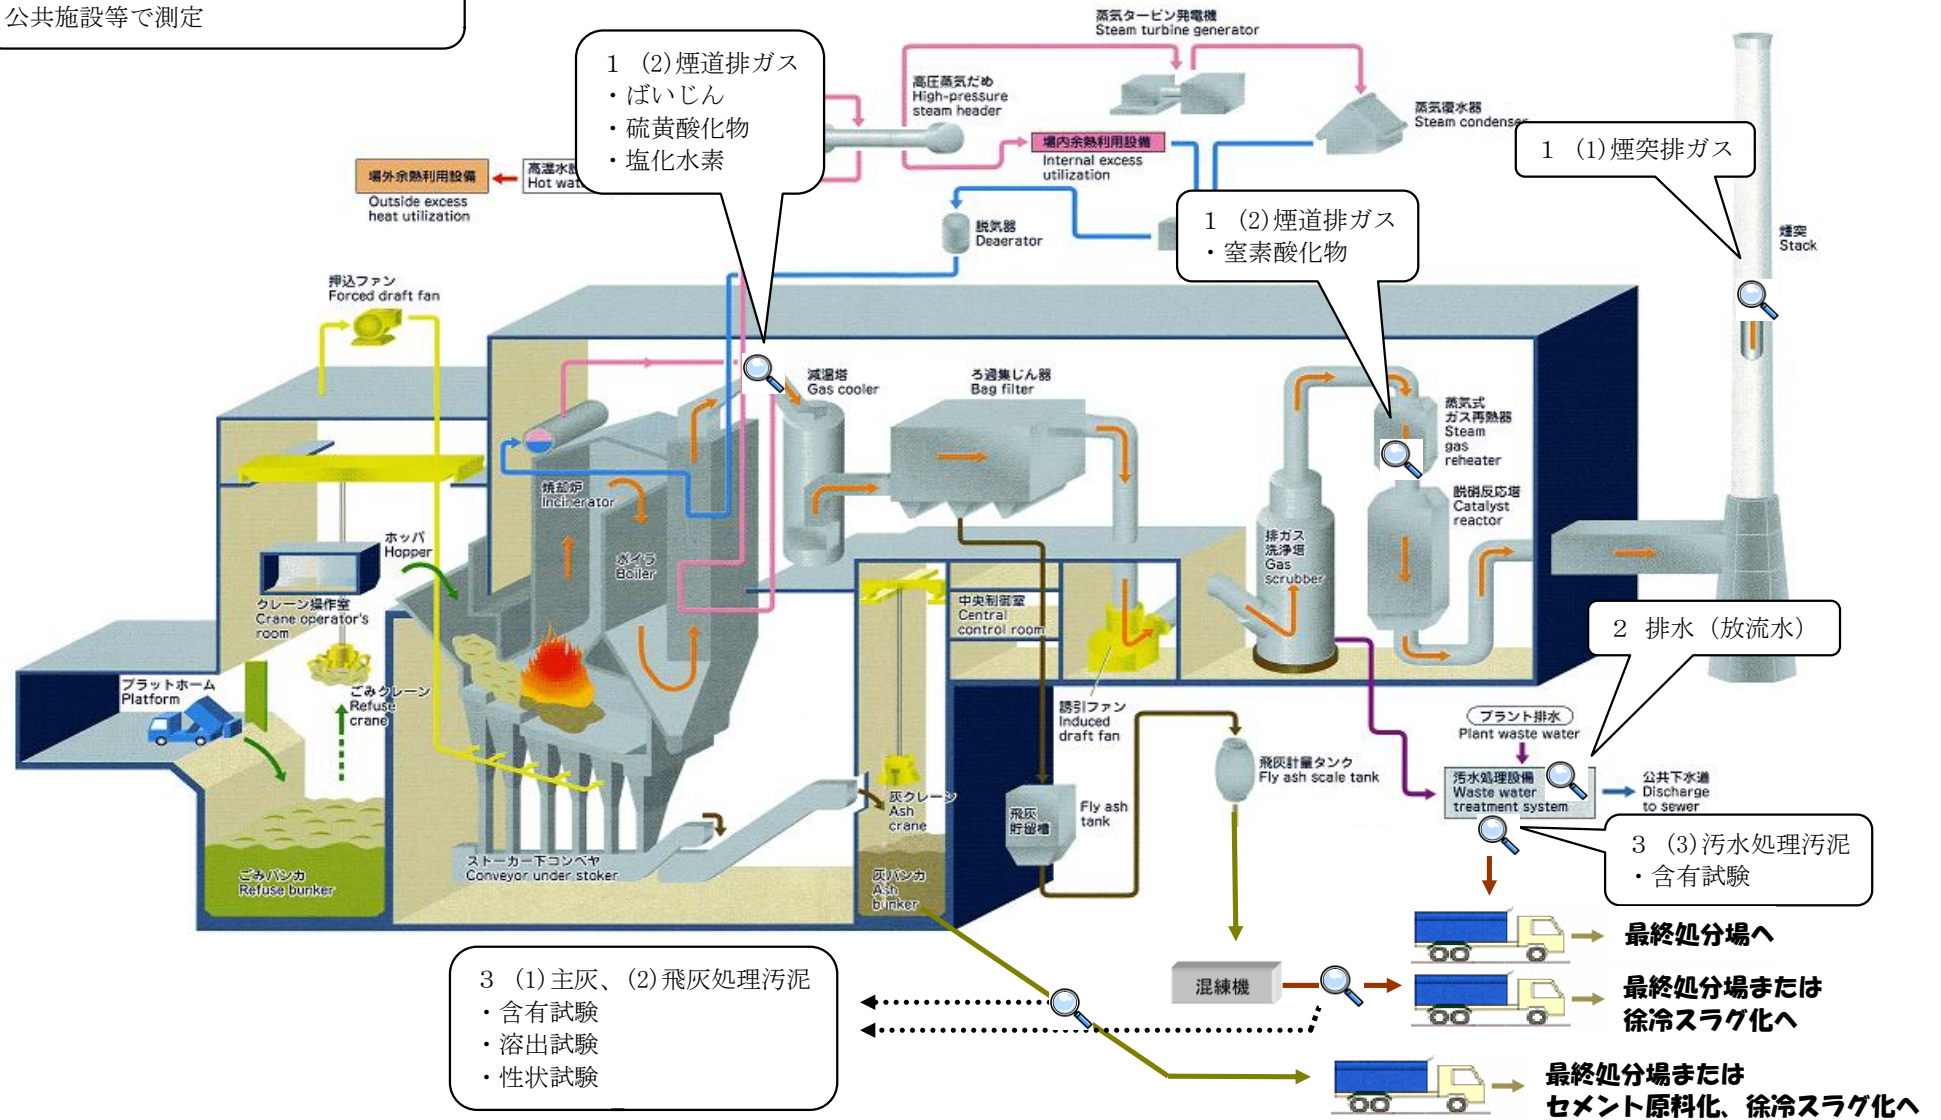 公共施設等で測定
蒸気タービン発電機
Steam turbine generator
1 (2)煙道排ガス
・ばいじん
・硫黄酸化物
・塩化水素
高圧蒸気だめ
High-pressure
steam header
蒸気復水器
Steam condenser
1 (1)煙突排ガス
場内余熱利用設備
Internal excess
utilization
場外余熱利用設備
Outside excess
heat utilization
高温水
Hot wat
脱気器
Deaerator
1 (2)煙道排ガス
・窒素酸化物
煙突
Stack
押込ファン
Forced draft fan
減温塔
Gas cooler
ろ過集じん器
Bag filter
蒸気式
ガス再熱器
Steam
gas
reheater
焼却炉
Incinerator
脱硝反応塔
Catalyst
reactor
ホッパ
Hopper
ボイラ
Boiler
排ガス
洗浄塔
Gas
scrubber
クレーン操作室
Crane operator's
room
中央制御室
Central
control room
2 排水（放流水）
プラットホーム
Platform
ごみクレーン
Refuse
crane
誘引ファン
Induced
draft fan
プラント排水
Plant waste water
飛灰計量タンク
Fly ash scale tank
汚水処理設備
Waste water
treatment system
公共下水道
Discharge
to sewer
灰クレーン
Ash
crane
飛灰
貯留槽
Fly ash
tank
3 (3)汚水処理汚泥
・含有試験
ストーカー下コンベヤ
Conveyor under stoker
ごみバンカ
Refuse bunker
灰バンカ
Ash
bunker
最終処分場へ
3 (1)主灰、(2)飛灰処理汚泥
・含有試験
・溶出試験
・性状試験
混練機
最終処分場または
徐冷スラグ化へ
最終処分場または
セメント原料化、徐冷スラグ化へ